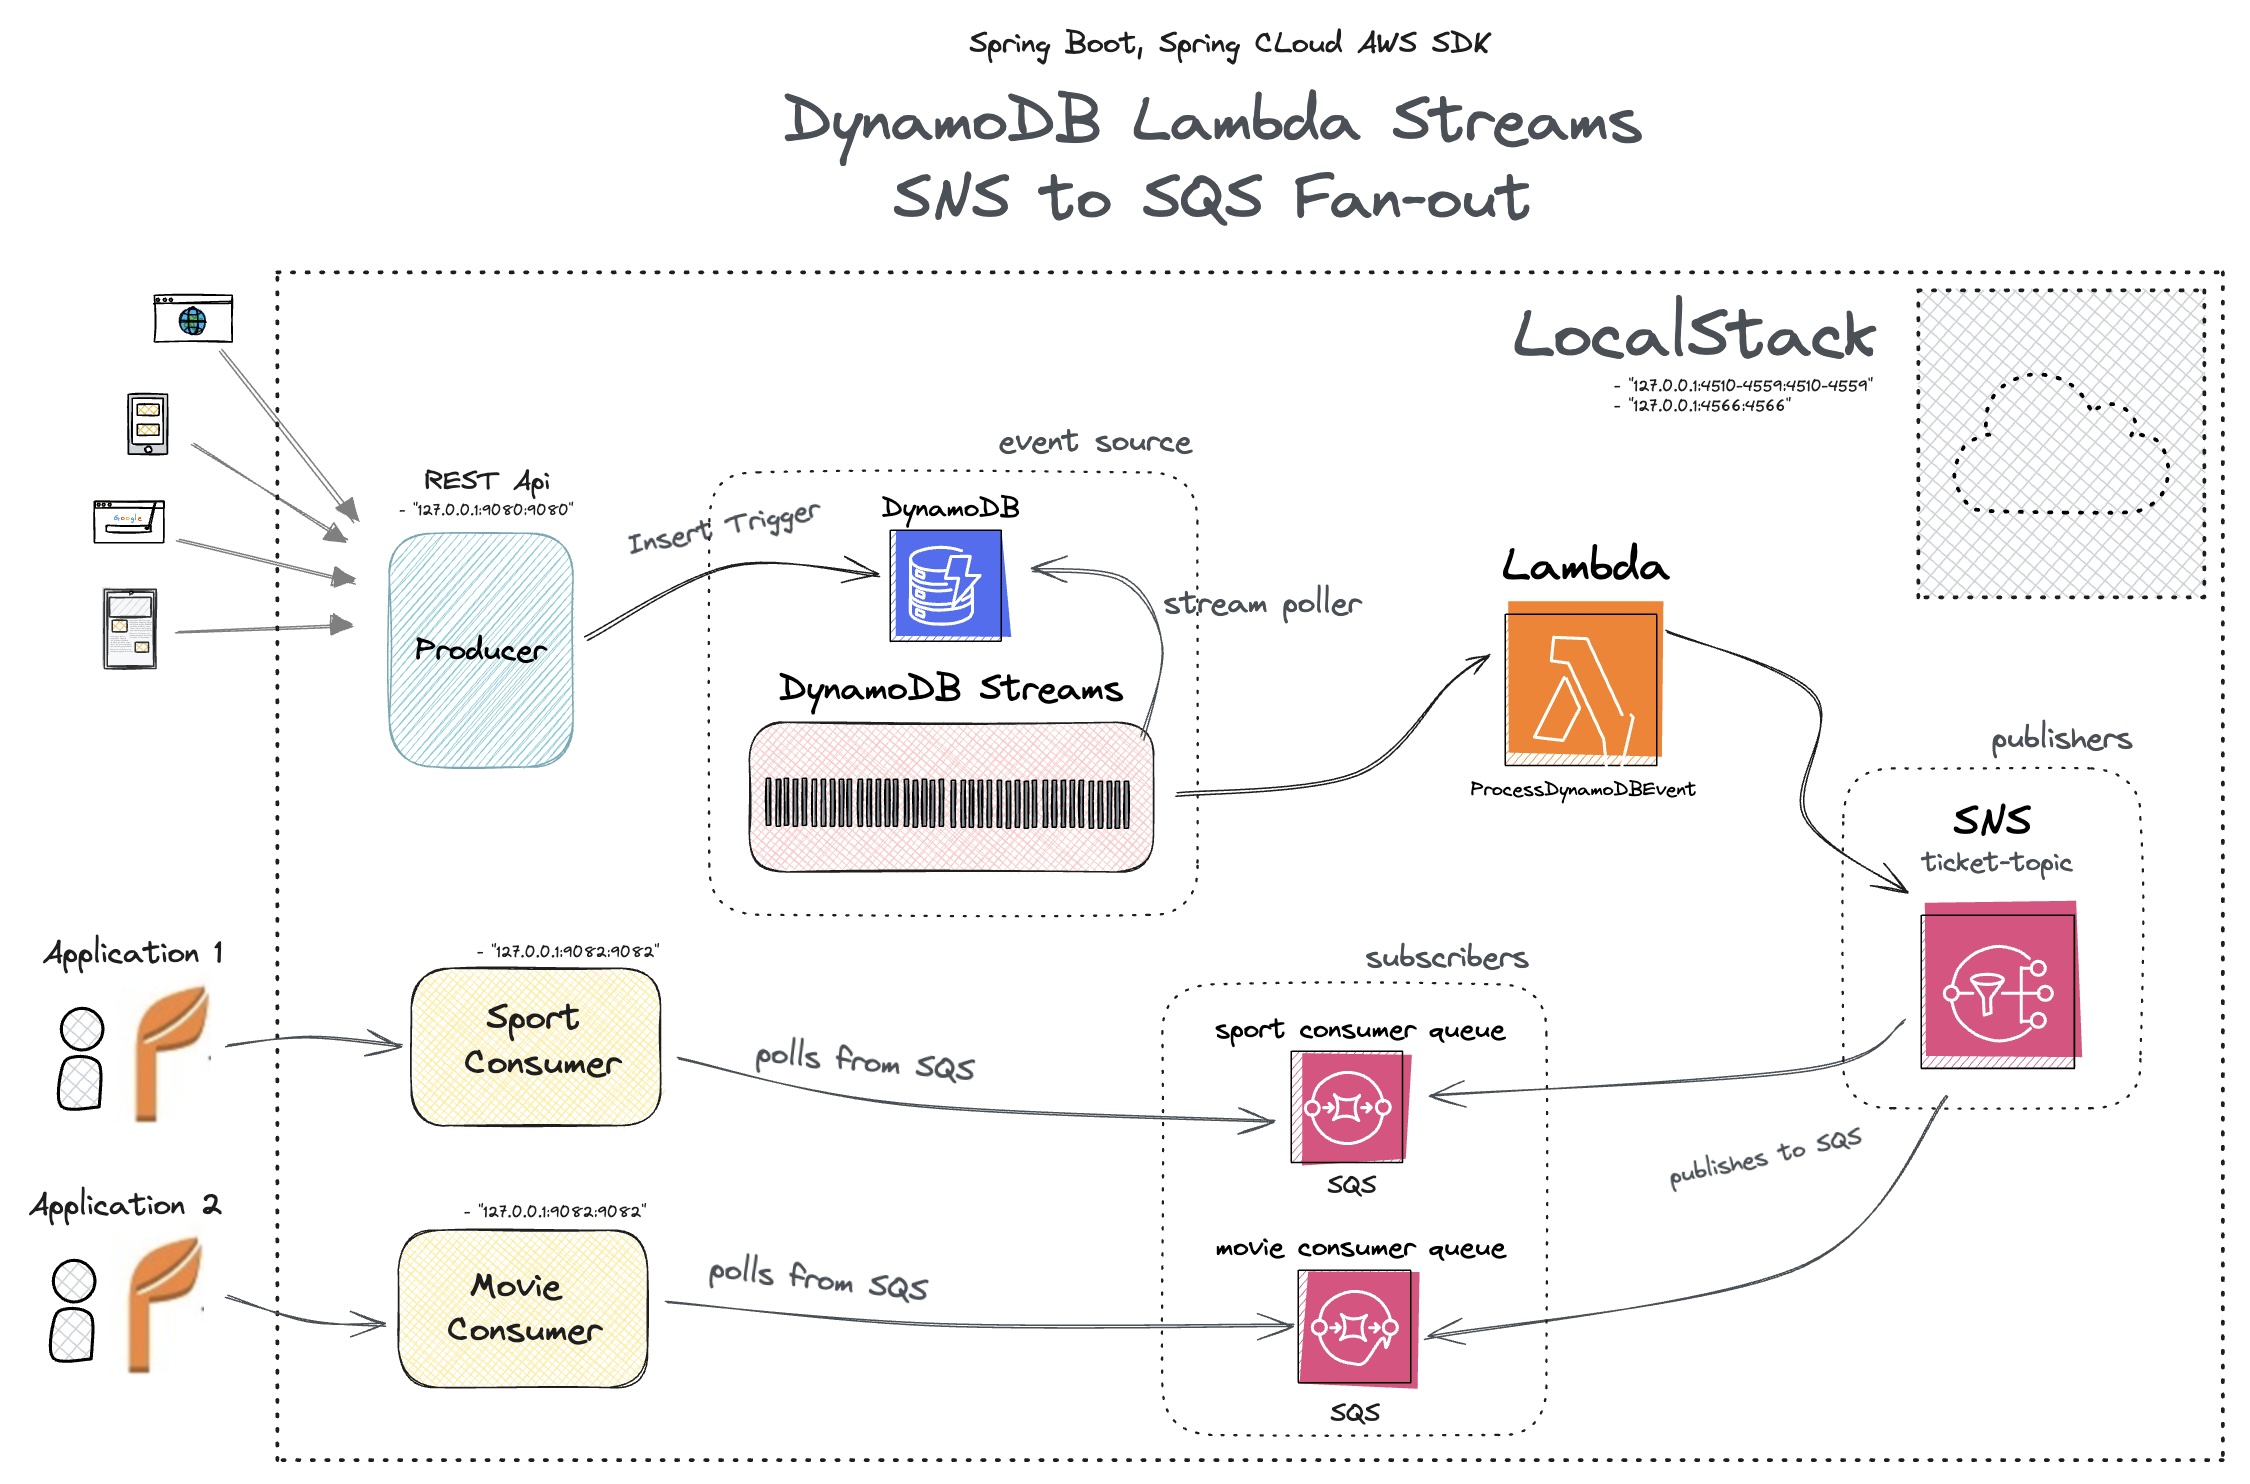 Spring Boot, Spring CLoud AWS SDK
DynamoDB Lambda Streams
SNS to SQS Fan-out
LocalStack
- "127.0.0.1:4510-4559:4510-4559"
- "127.0.0.1:4566:4566"
event source
REST Api
- "127.0.0.1:9080:9080"
Google
Insert Trigger
DynamoDB
stream poller
Lambda
Producer
DynamoDB Streams
ProcessDynamoDBEvent
publishers
SNS
ticket-topic
Application 1
- "127.0.0.1:9082:9082"
Sport
Consumer
polls from SQS
subscribers
sport consumer queue
SQS
publishes to SQS
Application 2
- "127.0.0.1:9082:9082"
Movie
Consumer
polls from SQS
movie consumer queue
SQS